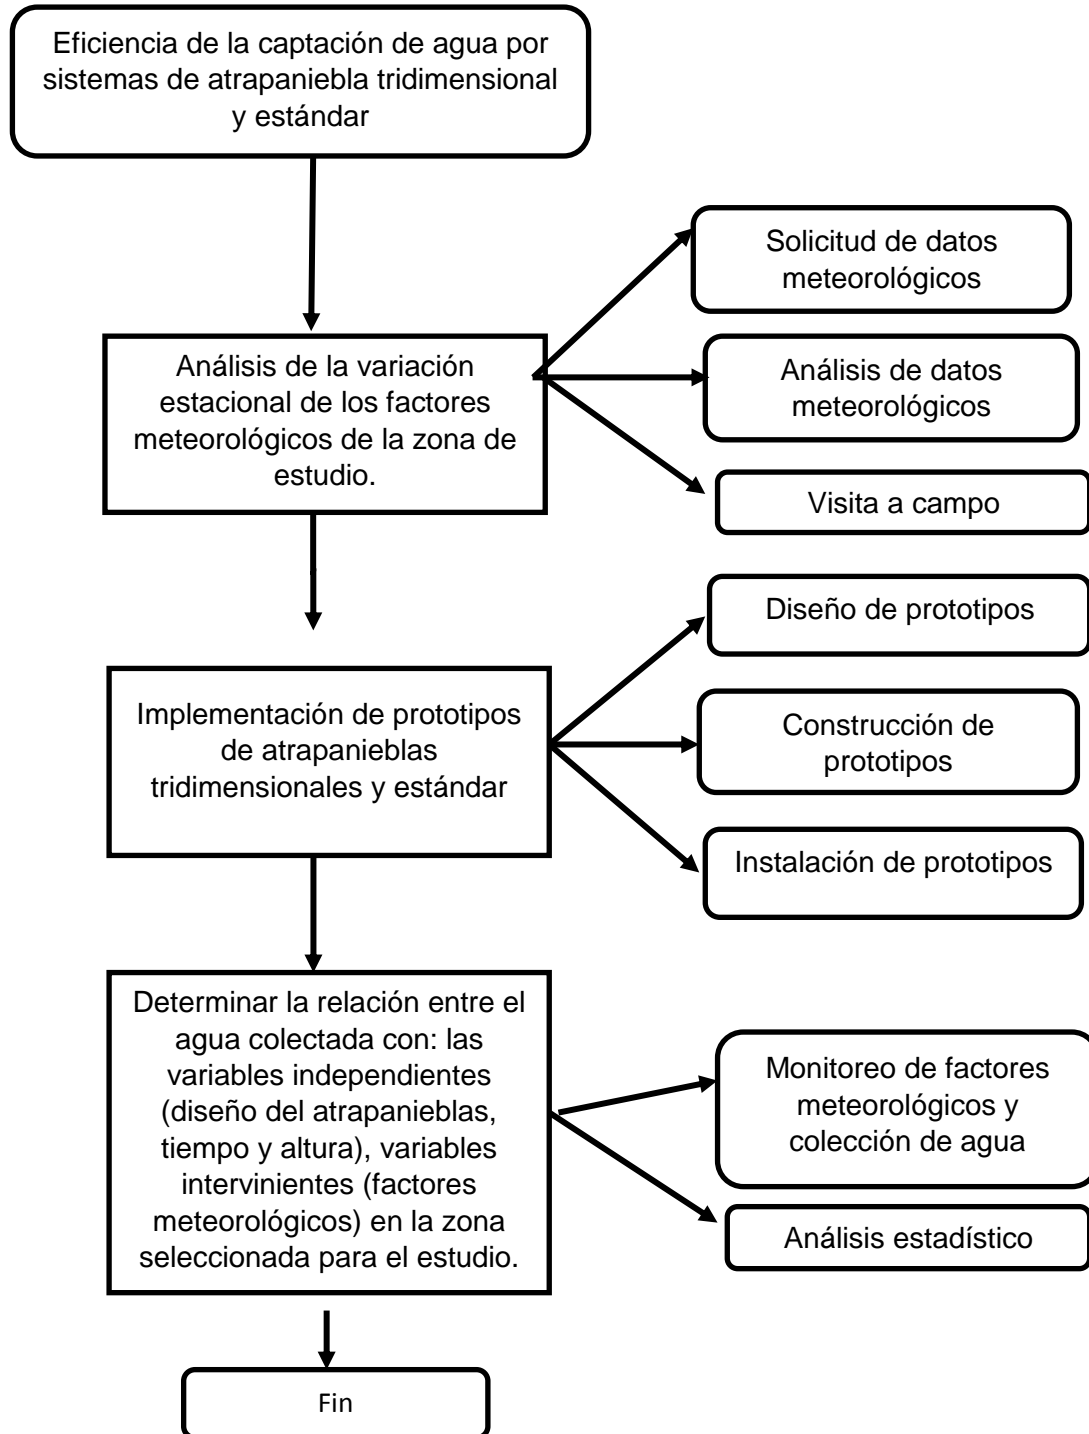 Eficiencia de la captación de agua por
sistemas de atrapaniebla tridimensional
y estándar
Solicitud de datos
meteorológicos
Análisis de la variación
estacional de los factores
meteorológicos de la zona de
estudio.
Análisis de datos
meteorológicos
Visita a campo
Diseño de prototipos
Implementación de prototipos
de atrapanieblas
tridimensionales y estándar
Construcción de
prototipos
Instalación de prototipos
Determinar la relación entre el
agua colectada con: las
variables independientes
(diseño del atrapanieblas,
tiempo y altura), variables
intervinientes (factores
meteorológicos) en la zona
seleccionada para el estudio.
Monitoreo de factores
meteorológicos y
colección de agua
Análisis estadístico
Fin